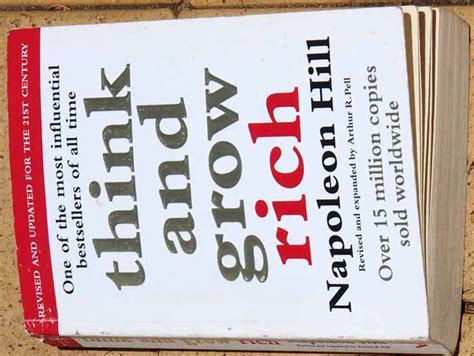 REVISED AND UPDATED FOR THE 21ST CENTURY
One of the most influential
bestsellers of all time
think
and
grow
rich
Napoleon Hill
Revised and expanded by Arthur R. Pell
Over 15 million copies
sold worldwide